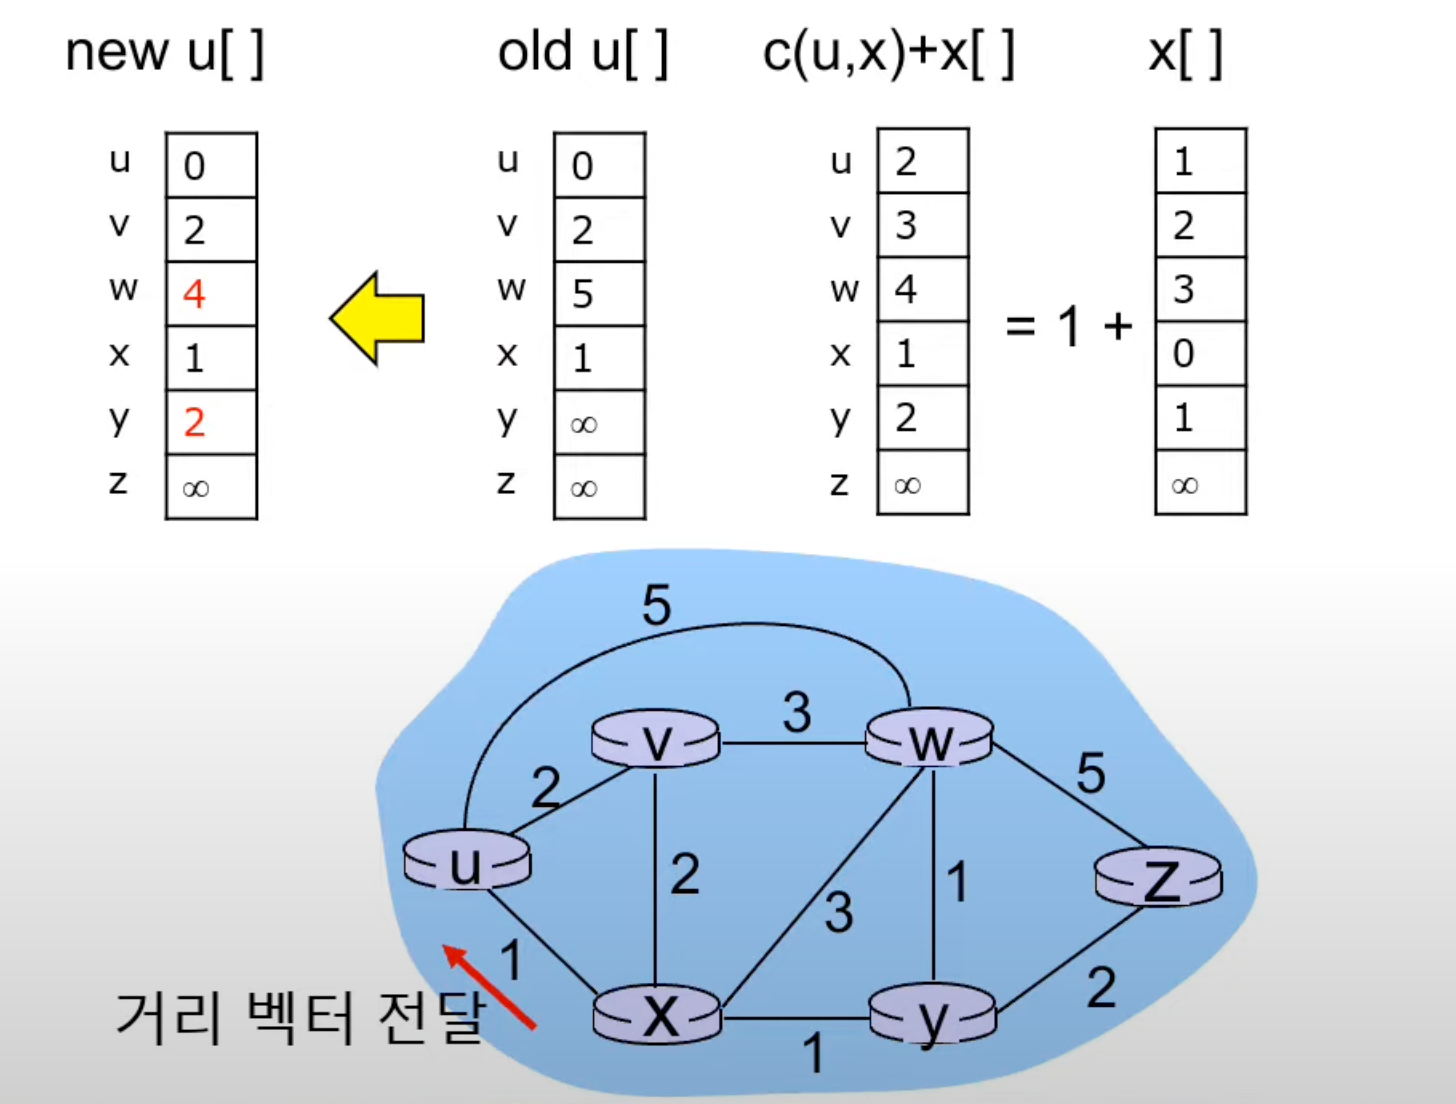 new u[ ] old u[ ] c(u,x)+x[ ] x[ ]
u 0 u 0 u 2 1
v 2 v 2 v 3 2
w 4 w 5 w 4 3
= 1 +
x 1 x 1 x 1 0
y 2 y ∞ y 2 1
z ∞ z ∞ z ∞ ∞
5
3
v w
2 5
u z
2 3 1
1
2
거리 벡터 전달
x y
1